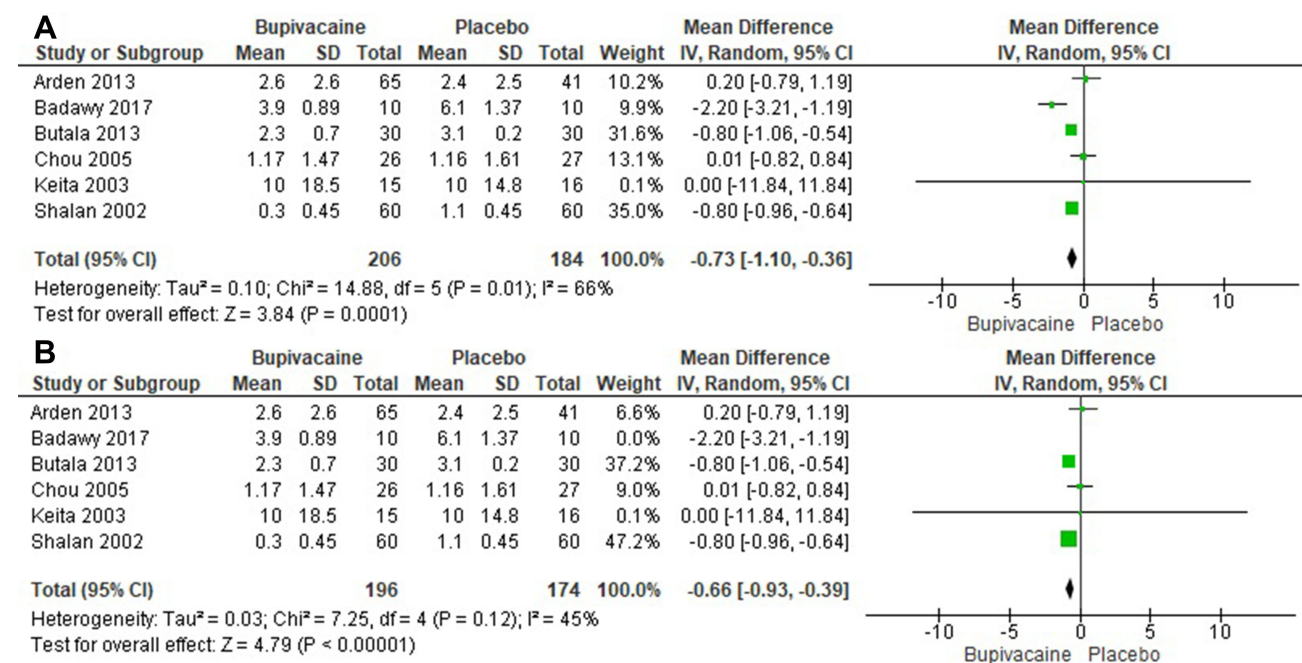 A
Bupivacaine Placebo Mean Difference Mean Difference
Study or Subgroup Mean SD Total Mean SD Total Weight IV, Random, 95% CI IV, Random, 95% CI
Arden 2013 2.6 2.6 65 2.4 2.5 41 10.2% 0.20 [-0.79, 1.19]
Badawy 2017 3.9 0.89 10 6.1 1.37 10 9.9% -2.20 [-3.21, -1.19]
Butala 2013 2.3 0.7 30 3.1 0.2 30 31.6% -0.80 [-1.06, -0.54]
Chou 2005 1.17 1.47 26 1.16 1.61 27 13.1% 0.01 [-0.82, 0.84]
Keita 2003 10 18.5 15 10 14.8 16 0.1% 0.00 [-11.84, 11.84]
Shalan 2002 0.3 0.45 60 1.1 0.45 60 35.0% -0.80 [-0.96, -0.64]
Total (95% CI) 206 184 100.0% -0.73 [-1.10, -0.36]
Heterogeneity: Tau² = 0.10; Chi² = 14.88, df = 5 (P = 0.01); I² = 66%
Test for overall effect: Z = 3.84 (P = 0.0001)
-10 -5 0 5 10
Bupivacaine Placebo
B
Bupivacaine Placebo Mean Difference Mean Difference
Study or Subgroup Mean SD Total Mean SD Total Weight IV, Random, 95% CI IV, Random, 95% CI
Arden 2013 2.6 2.6 65 2.4 2.5 41 6.6% 0.20 [-0.79, 1.19]
Badawy 2017 3.9 0.89 10 6.1 1.37 10 0.0% -2.20 [-3.21, -1.19]
Butala 2013 2.3 0.7 30 3.1 0.2 30 37.2% -0.80 [-1.06, -0.54]
Chou 2005 1.17 1.47 26 1.16 1.61 27 9.0% 0.01 [-0.82, 0.84]
Keita 2003 10 18.5 15 10 14.8 16 0.1% 0.00 [-11.84, 11.84]
Shalan 2002 0.3 0.45 60 1.1 0.45 60 47.2% -0.80 [-0.96, -0.64]
Total (95% CI) 196 174 100.0% -0.66 [-0.93, -0.39]
Heterogeneity: Tau² = 0.03; Chi² = 7.25, df = 4 (P = 0.12); I² = 45%
Test for overall effect: Z = 4.79 (P < 0.00001)
-10 -5 0 5 10
Bupivacaine Placebo